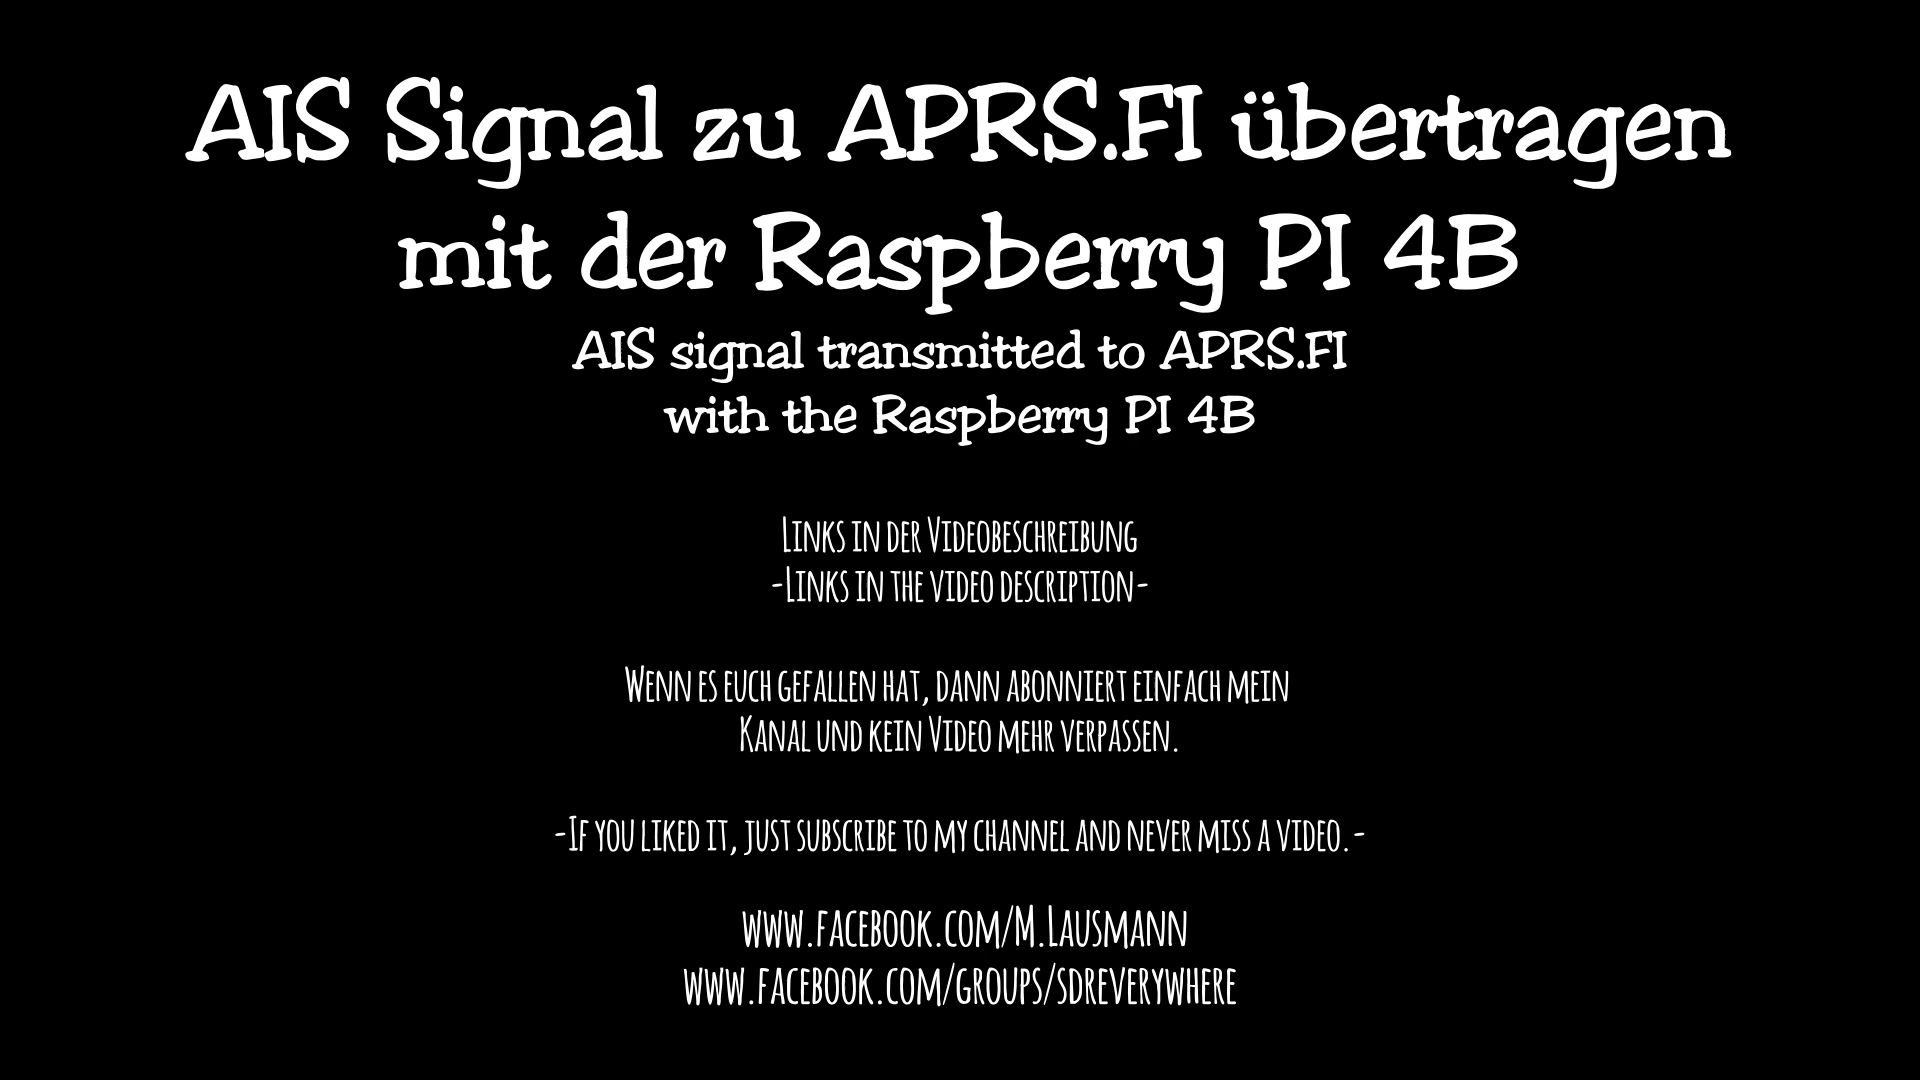 AIS Signal zu APRS.FI übertragen
mit der Raspberry PI 4B
AIS signal transmitted to APRS.FI
with the Raspberry PI 4B
Links in der Videobeschreibung
-Links in the video description-
Wenn es euch gefallen hat, dann abonniert einfach mein
Kanal und kein Video mehr verpassen.
-If you liked it, just subscribe to my channel and never miss a video.-
www.facebook.com/M.Lausmann
www.facebook.com/groups/sdreverywhere